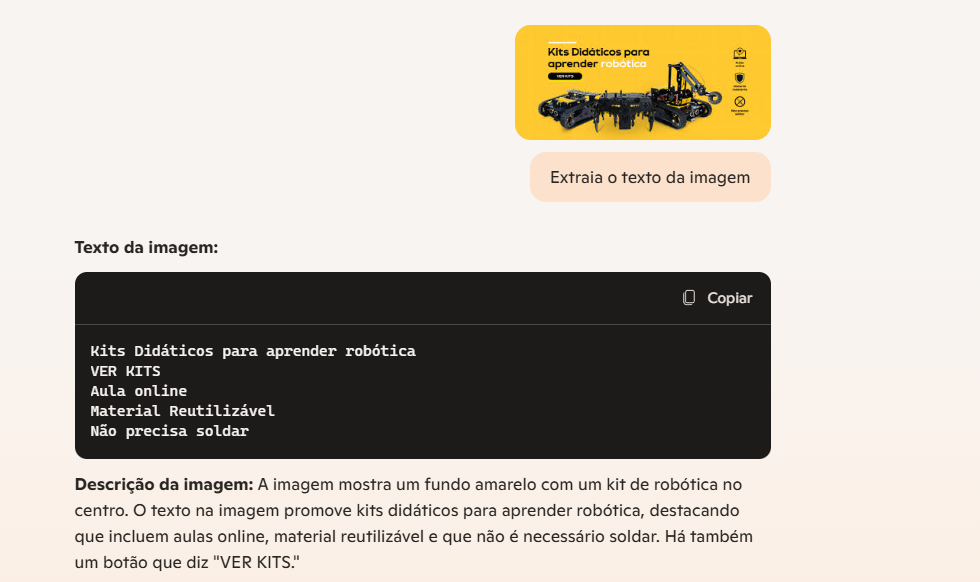 Kits Didáticos para
aprender robótica
VER KITS
Extraia o texto da imagem
Texto da imagem:
Copiar
Kits Didáticos para aprender robótica
VER KITS
Aula online
Material Reutilizável
Não precisa soldar
Descrição da imagem: A imagem mostra um fundo amarelo com um kit de robótica no
centro. O texto na imagem promove kits didáticos para aprender robótica, destacando
que incluem aulas online, material reutilizável e que não é necessário soldar. Há também
um botão que diz "VER KITS."